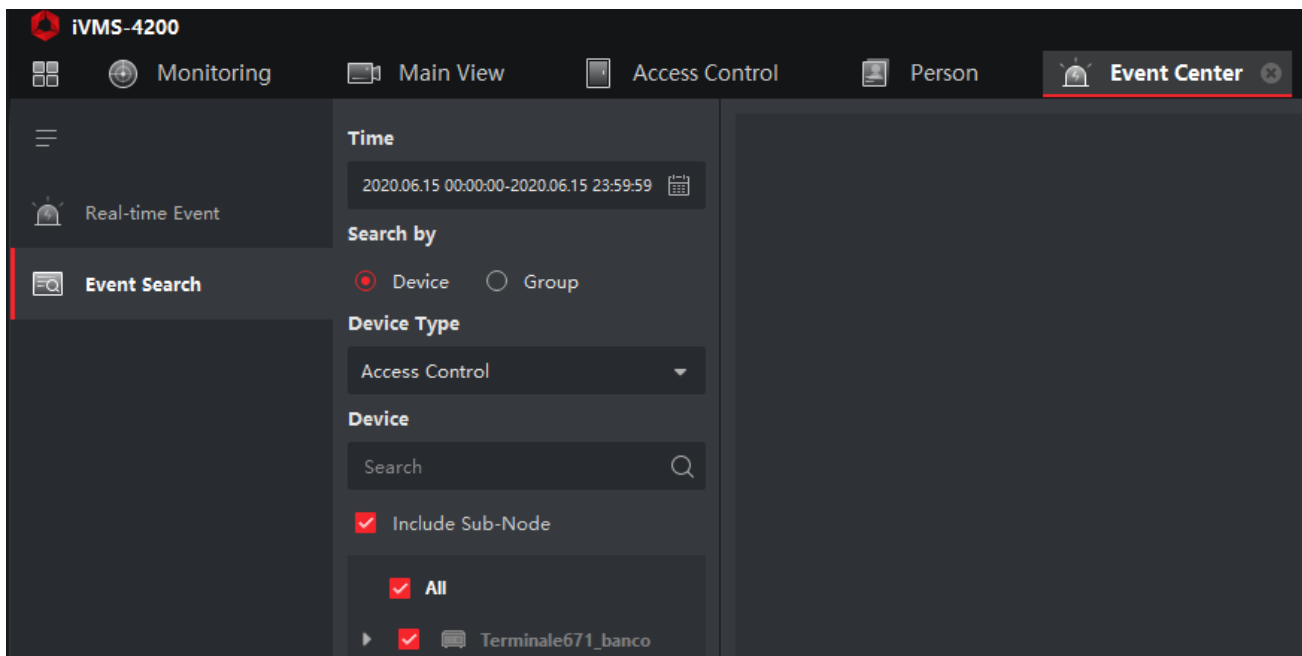 iVMS-4200
Monitoring Main View Access Control Person Event Center
Real-time Event
Event Search
Time
2020.06.15 00:00:00-2020.06.15 23:59:59
Search by
Device Group
Device Type
Access Control
Device
Search
Include Sub-Node
All
Terminale671_banco